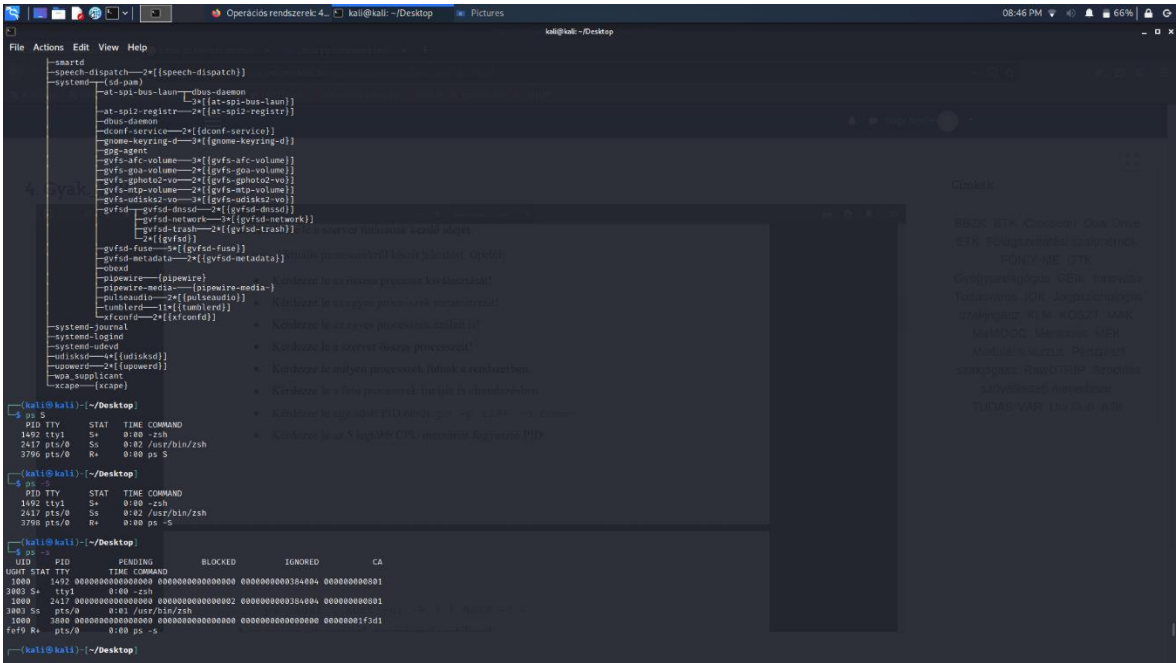 Operációs rendszerek: 4... kali@kali: ~/Desktop Pictures 08:46 PM 66%
kali@kali: ~/Desktop
File Actions Edit View Help
├─smartd
├─speech-dispatch───2*[{speech-dispatch}]
├─systemd─┬─(sd-pam)
├─at-spi-bus-laun─┬─dbus-daemon
└─3*[{at-spi-bus-laun}]
├─at-spi2-registr───2*[{at-spi2-registr}]
├─dbus-daemon
├─dconf-service───2*[{dconf-service}]
├─gnome-keyring-d───3*[{gnome-keyring-d}]
├─gpg-agent
├─gvfs-afc-volume───3*[{gvfs-afc-volume}]
├─gvfs-goa-volume───2*[{gvfs-goa-volume}]
├─gvfs-gphoto2-vo───2*[{gvfs-gphoto2-vo}]
├─gvfs-mtp-volume───2*[{gvfs-mtp-volume}]
├─gvfs-udisks2-vo───3*[{gvfs-udisks2-vo}]
├─gvfsd─┬─gvfsd-dnssd───2*[{gvfsd-dnssd}]
├─gvfsd-network───3*[{gvfsd-network}]
├─gvfsd-trash───2*[{gvfsd-trash}]
└─2*[{gvfsd}]
├─gvfsd-fuse───5*[{gvfsd-fuse}]
├─gvfsd-metadata───2*[{gvfsd-metadata}]
├─obexd
├─pipewire───{pipewire}
├─pipewire-media-───{pipewire-media-}
├─pulseaudio───2*[{pulseaudio}]
├─tumblerd───11*[{tumblerd}]
└─xfconfd───2*[{xfconfd}]
├─systemd-journal
├─systemd-logind
├─systemd-udevd
├─udisksd───4*[{udisksd}]
├─upowerd───2*[{upowerd}]
├─wpa_supplicant
└─xcape───{xcape}
┌──(kali㉿kali)-[~/Desktop]
└─$ ps S
PID TTY STAT TIME COMMAND
1492 tty1 S+ 0:00 -zsh
2417 pts/0 Ss 0:02 /usr/bin/zsh
3796 pts/0 R+ 0:00 ps S
┌──(kali㉿kali)-[~/Desktop]
└─$ ps -S
PID TTY STAT TIME COMMAND
1492 tty1 S+ 0:00 -zsh
2417 pts/0 Ss 0:02 /usr/bin/zsh
3798 pts/0 R+ 0:00 ps -S
┌──(kali㉿kali)-[~/Desktop]
└─$ ps -s
UID PID PENDING BLOCKED IGNORED CA
UGHT STAT TTY TIME COMMAND
1000 1492 0000000000000000 0000000000000000 0000000000384004 000000000801
3003 S+ tty1 0:00 -zsh
1000 2417 0000000000000000 0000000000000002 0000000000384004 000000000801
3003 Ss pts/0 0:01 /usr/bin/zsh
1000 3800 0000000000000000 0000000000000000 0000000000000000 00000001f3d1
fef9 R+ pts/0 0:00 ps -s
┌──(kali㉿kali)-[~/Desktop]
4. Gyak.
Címkék